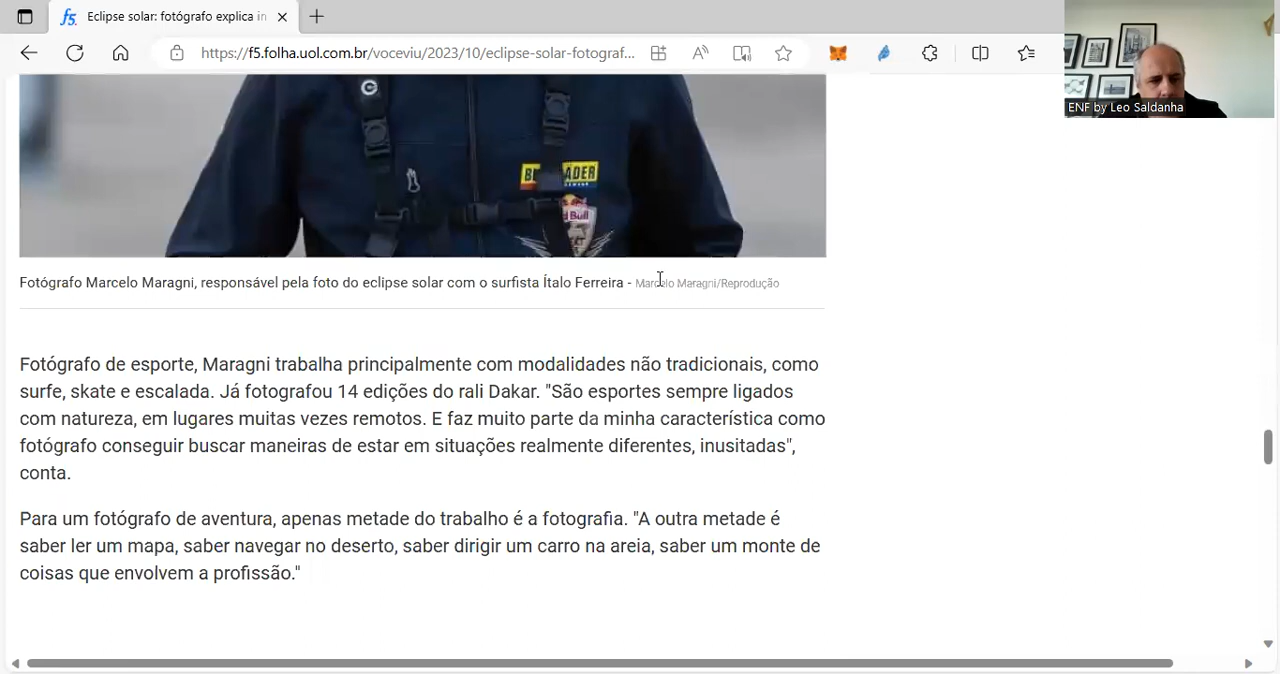 Eclipse solar: fotógrafo explica in
https://f5.folha.uol.com.br/voceviu/2023/10/eclipse-solar-fotograf...
ENF by Leo Saldanha
Red Bull
Fotógrafo Marcelo Maragni, responsável pela foto do eclipse solar com o surfista Ítalo Ferreira - Marcelo Maragni/Reprodução
Fotógrafo de esporte, Maragni trabalha principalmente com modalidades não tradicionais, como
surfe, skate e escalada. Já fotografou 14 edições do rali Dakar. "São esportes sempre ligados
com natureza, em lugares muitas vezes remotos. E faz muito parte da minha característica como
fotógrafo conseguir buscar maneiras de estar em situações realmente diferentes, inusitadas",
conta.
Para um fotógrafo de aventura, apenas metade do trabalho é a fotografia. "A outra metade é
saber ler um mapa, saber navegar no deserto, saber dirigir um carro na areia, saber um monte de
coisas que envolvem a profissão."